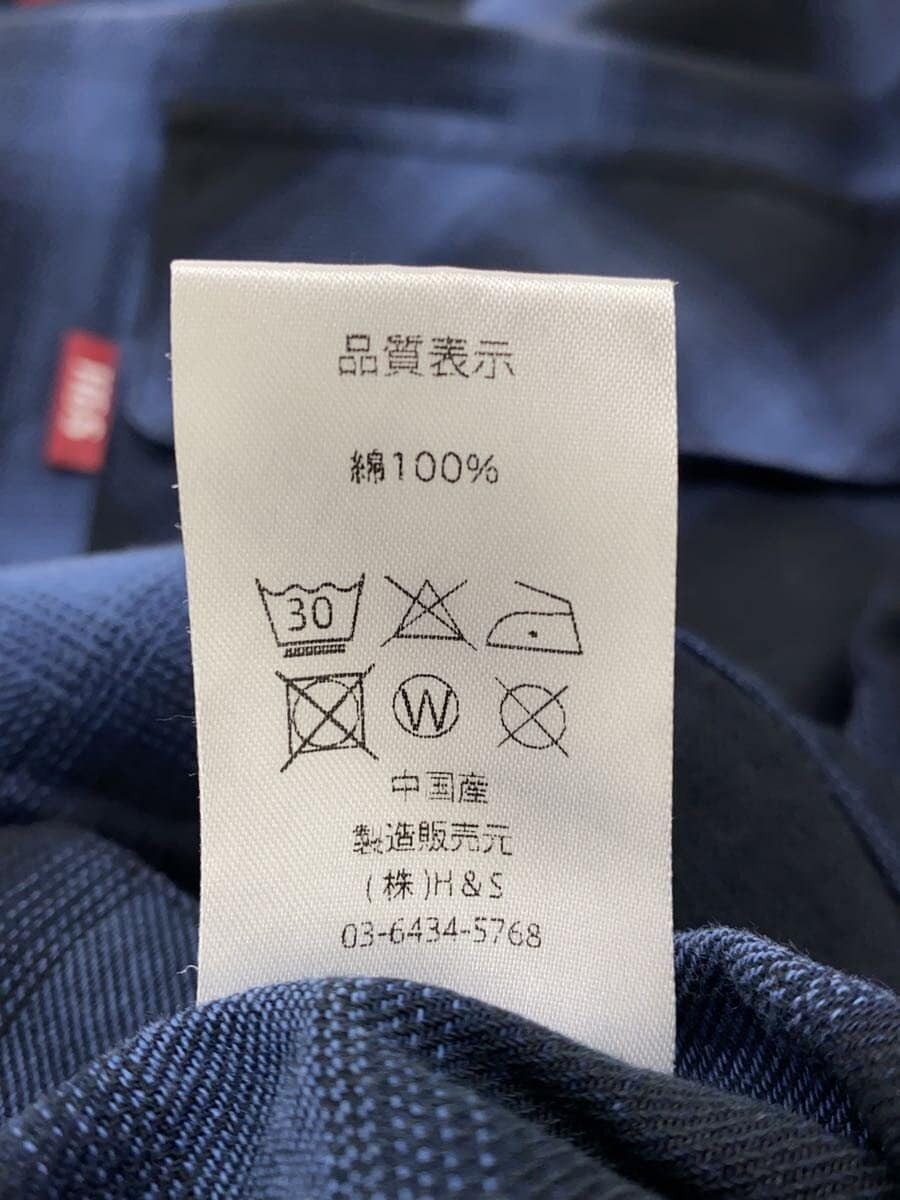 品質表示
綿100%
30
W
中国産
製造販売元
(株)H&S
03-6434-5768